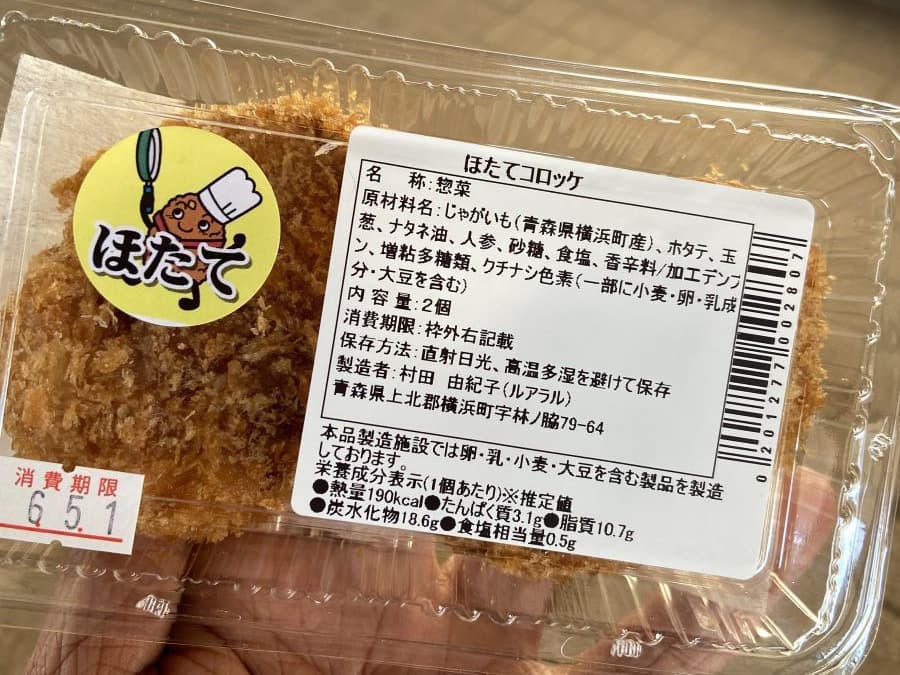 ほたて
消費期限
6.5.1
ほたてコロッケ
名　称:惣菜
原材料名:じゃがいも(青森県横浜町産)、ホタテ、玉
葱、ナタネ油、人参、砂糖、食塩、香辛料/加工デンプ
ン、増粘多糖類、クチナシ色素(一部に小麦・卵・乳成
分・大豆を含む)
内容量:2個
消費期限:枠外右記載
保存方法:直射日光、高温多湿を避けて保存
製造者:村田 由紀子(ルアラル)
青森県上北郡横浜町字林ノ脇79-64
本品製造施設では卵・乳・小麦・大豆を含む製品を製造
しております。
栄養成分表示(1個あたり)※推定値
●熱量190kcal●たんぱく質3.1g●脂質10.7g
●炭水化物18.6g●食塩相当量0.5g
0201277002807